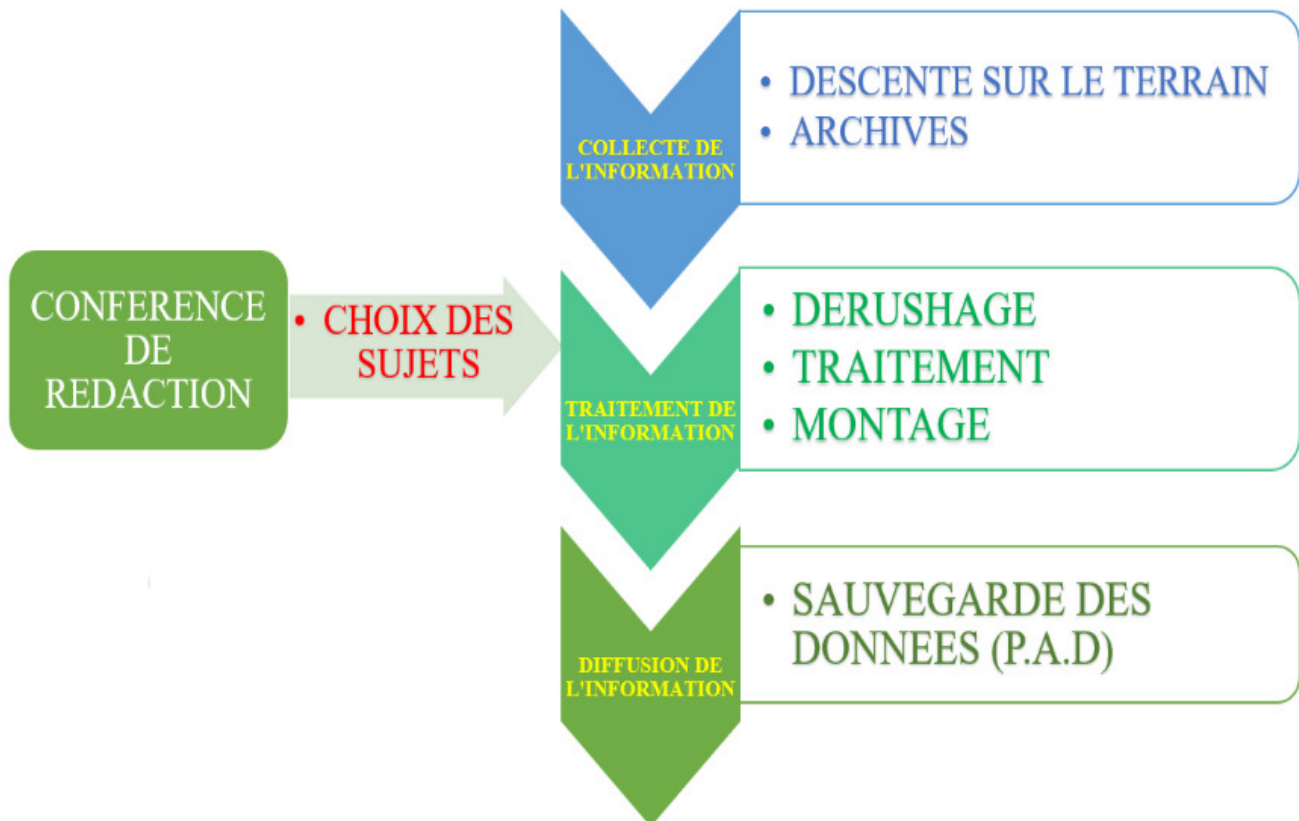 CONFERENCE
DE
REDACTION
• CHOIX DES
SUJETS
COLLECTE DE
L'INFORMATION
• DESCENTE SUR LE TERRAIN
• ARCHIVES
TRAITEMENT DE
L'INFORMATION
• DERUSHAGE
• TRAITEMENT
• MONTAGE
DIFFUSION DE
L'INFORMATION
• SAUVEGARDE DES
DONNEES (P.A.D)